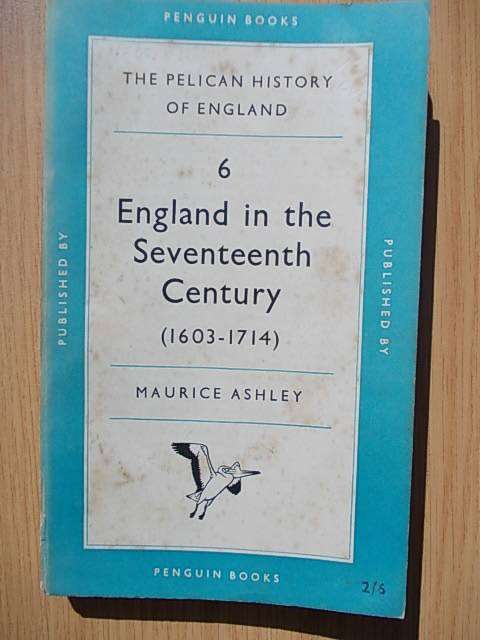 PENGUIN BOOKS
THE PELICAN HISTORY
OF ENGLAND
6
England in the
Seventeenth
Century
(1603-1714)
MAURICE ASHLEY
PUBLISHED BY
PUBLISHED BY
PENGUIN BOOKS
2/6